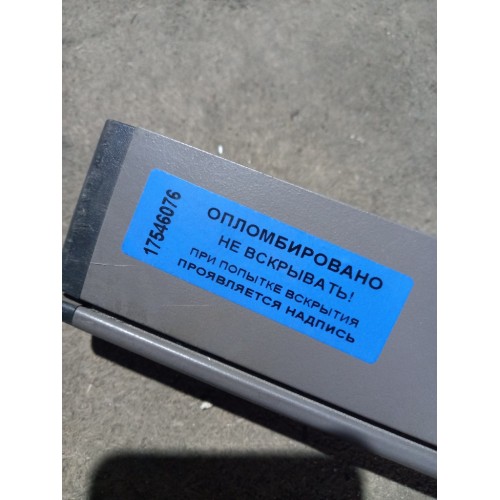 17546076
ОПЛОМБИРОВАНО
НЕ ВСКРЫВАТЬ!
ПРИ ПОПЫТКЕ ВСКРЫТИЯ
ПРОЯВЛЯЕТСЯ НАДПИСЬ